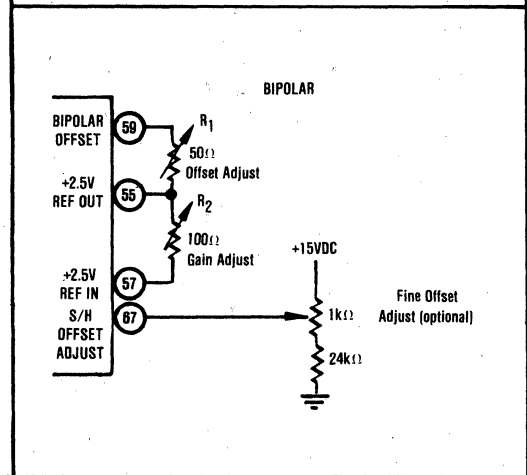 BIPOLAR
BIPOLAR
OFFSET
59
R1
50Ω
Offset Adjust
+2.5V
REF OUT
55
R2
100Ω
Gain Adjust
+2.5V
REF IN
57
S/H
OFFSET
ADJUST
67
+15VDC
1kΩ
24kΩ
Fine Offset
Adjust (optional)